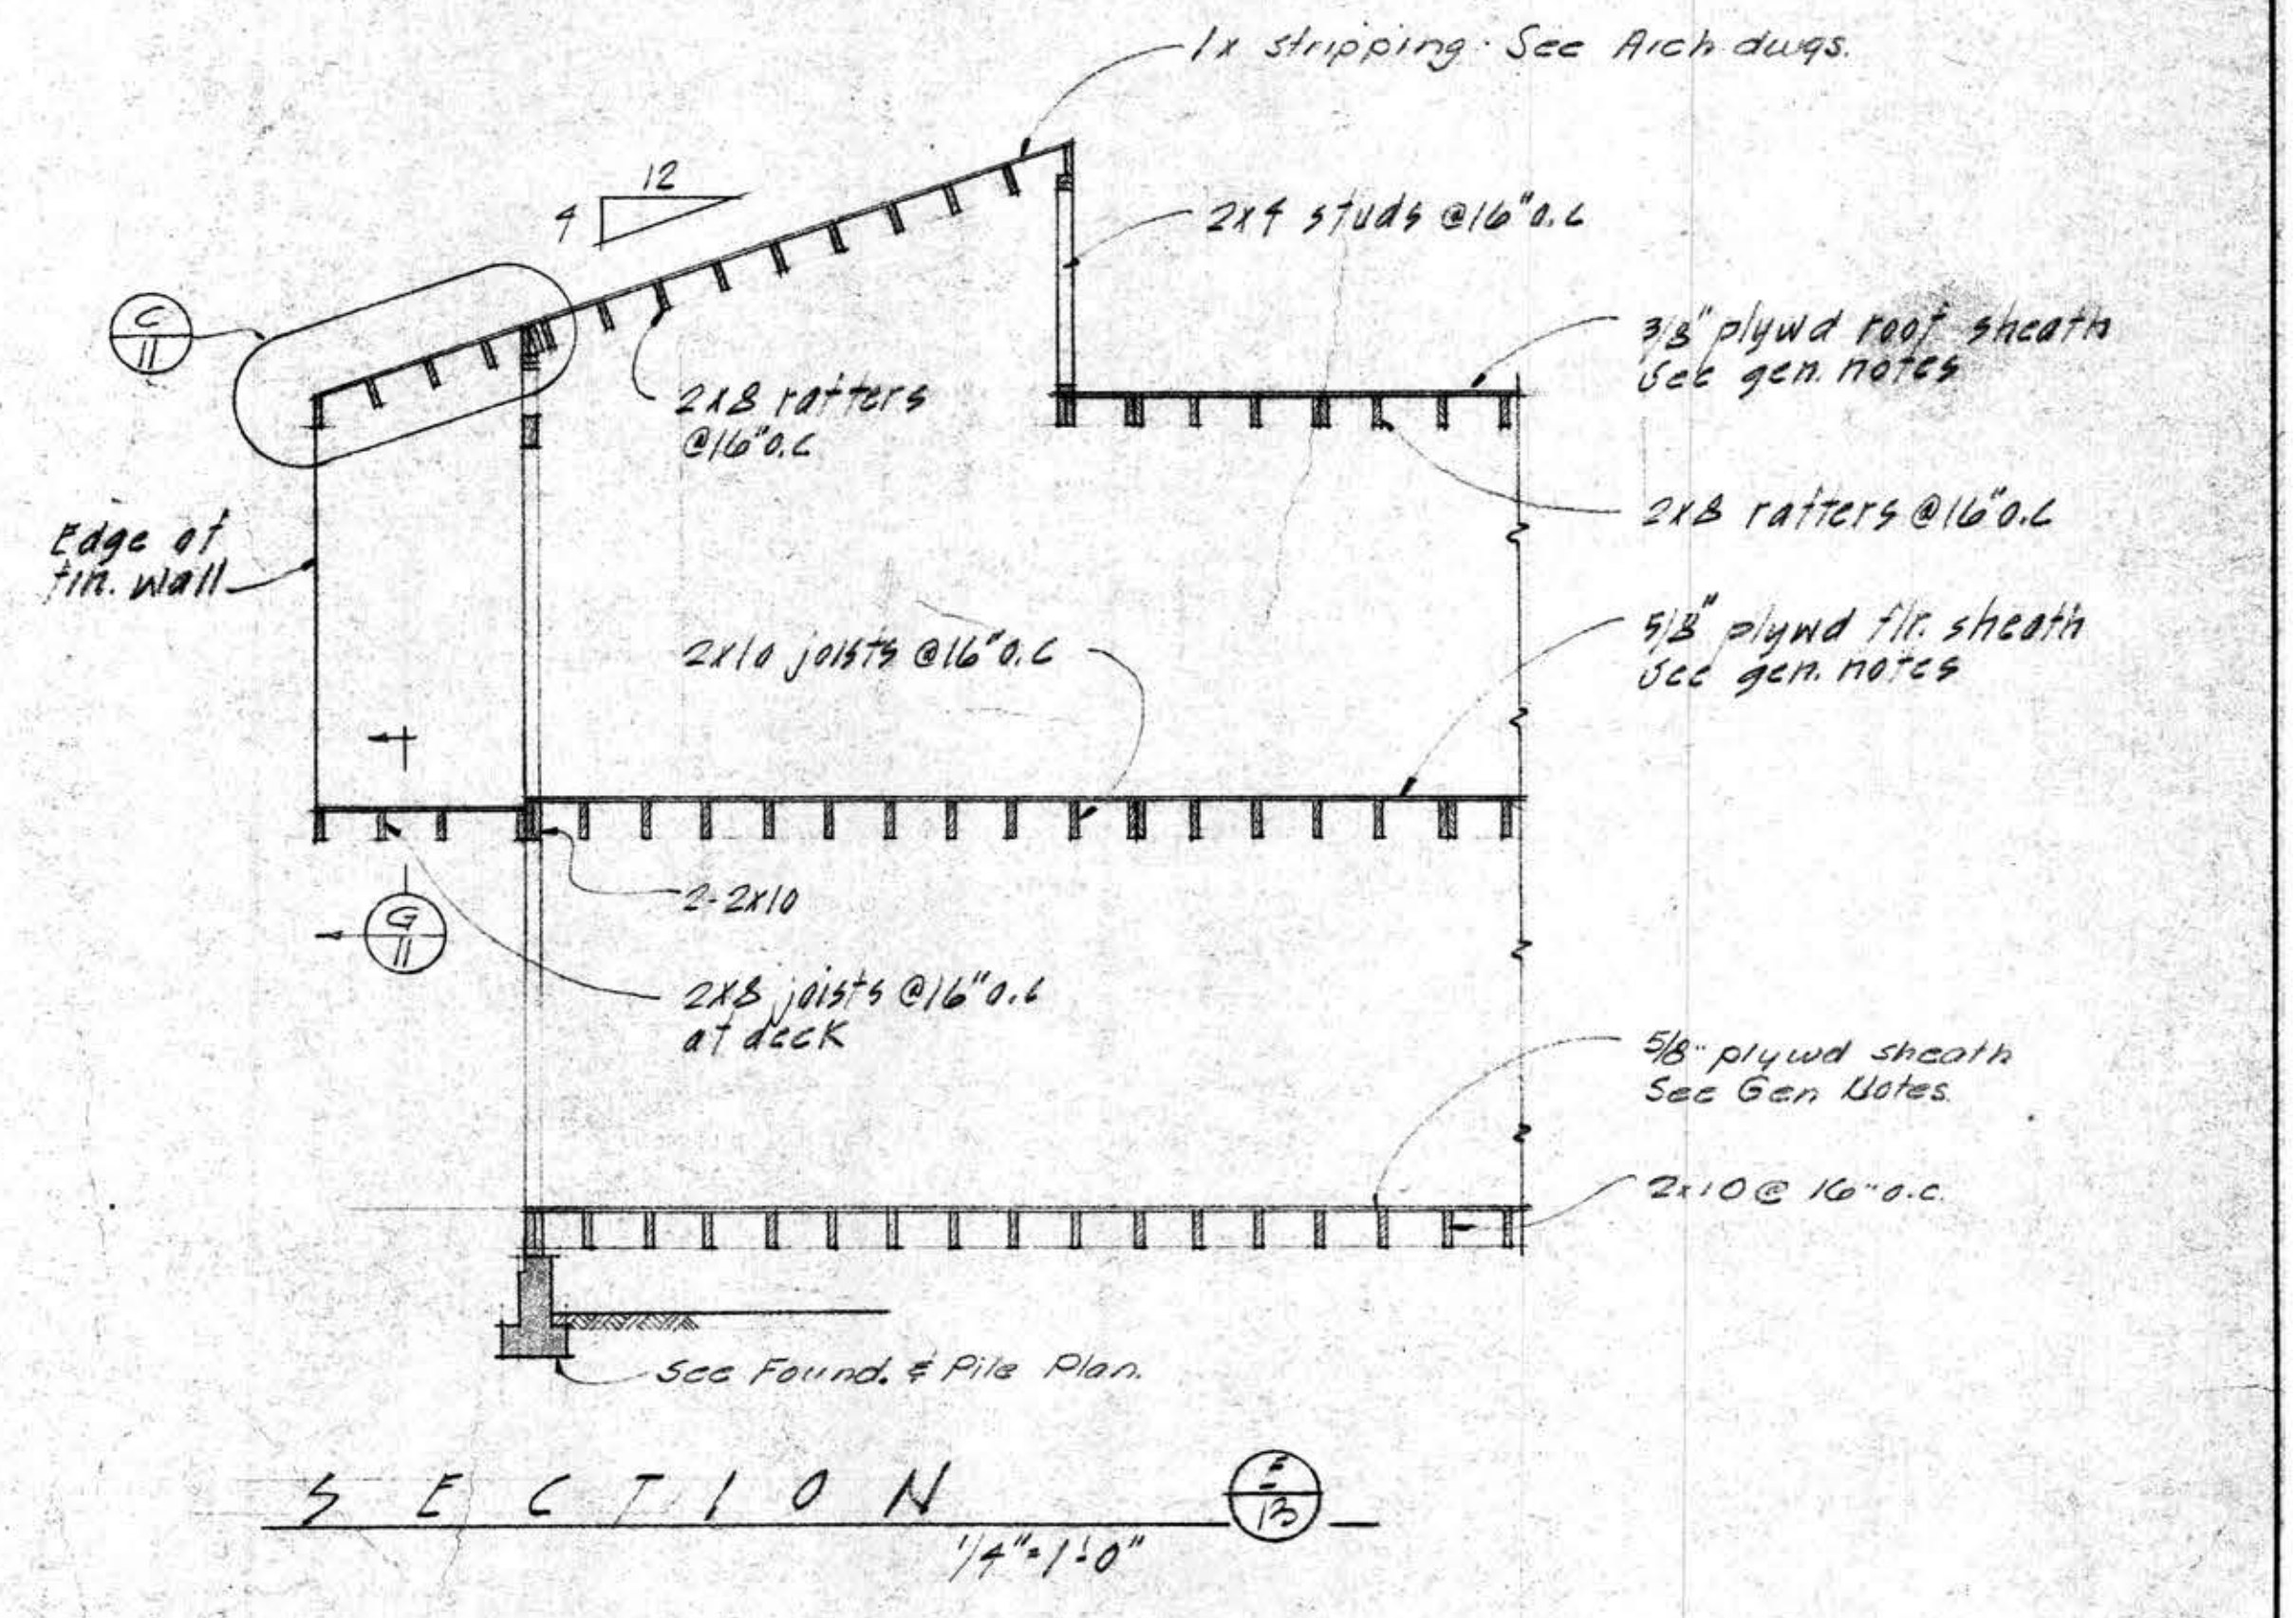 1x stripping. See Arch dwgs.
12
4
2x4 studs @16"o.c
C
11
3/8" plywd roof sheath
See gen. notes
2x8 rafters
@16"o.c
2x8 rafters @16"o.c
Edge of
fin. wall
5/8" plywd flr. sheath
See gen. notes
2x10 joists @16"o.c
2-2x10
G
11
2x8 joists @16"o.c
at deck
5/8" plywd sheath
See Gen Notes.
2x10 @ 16"o.c.
See Found. & Pile Plan.
SECTION
13
1/4"=1'-0"